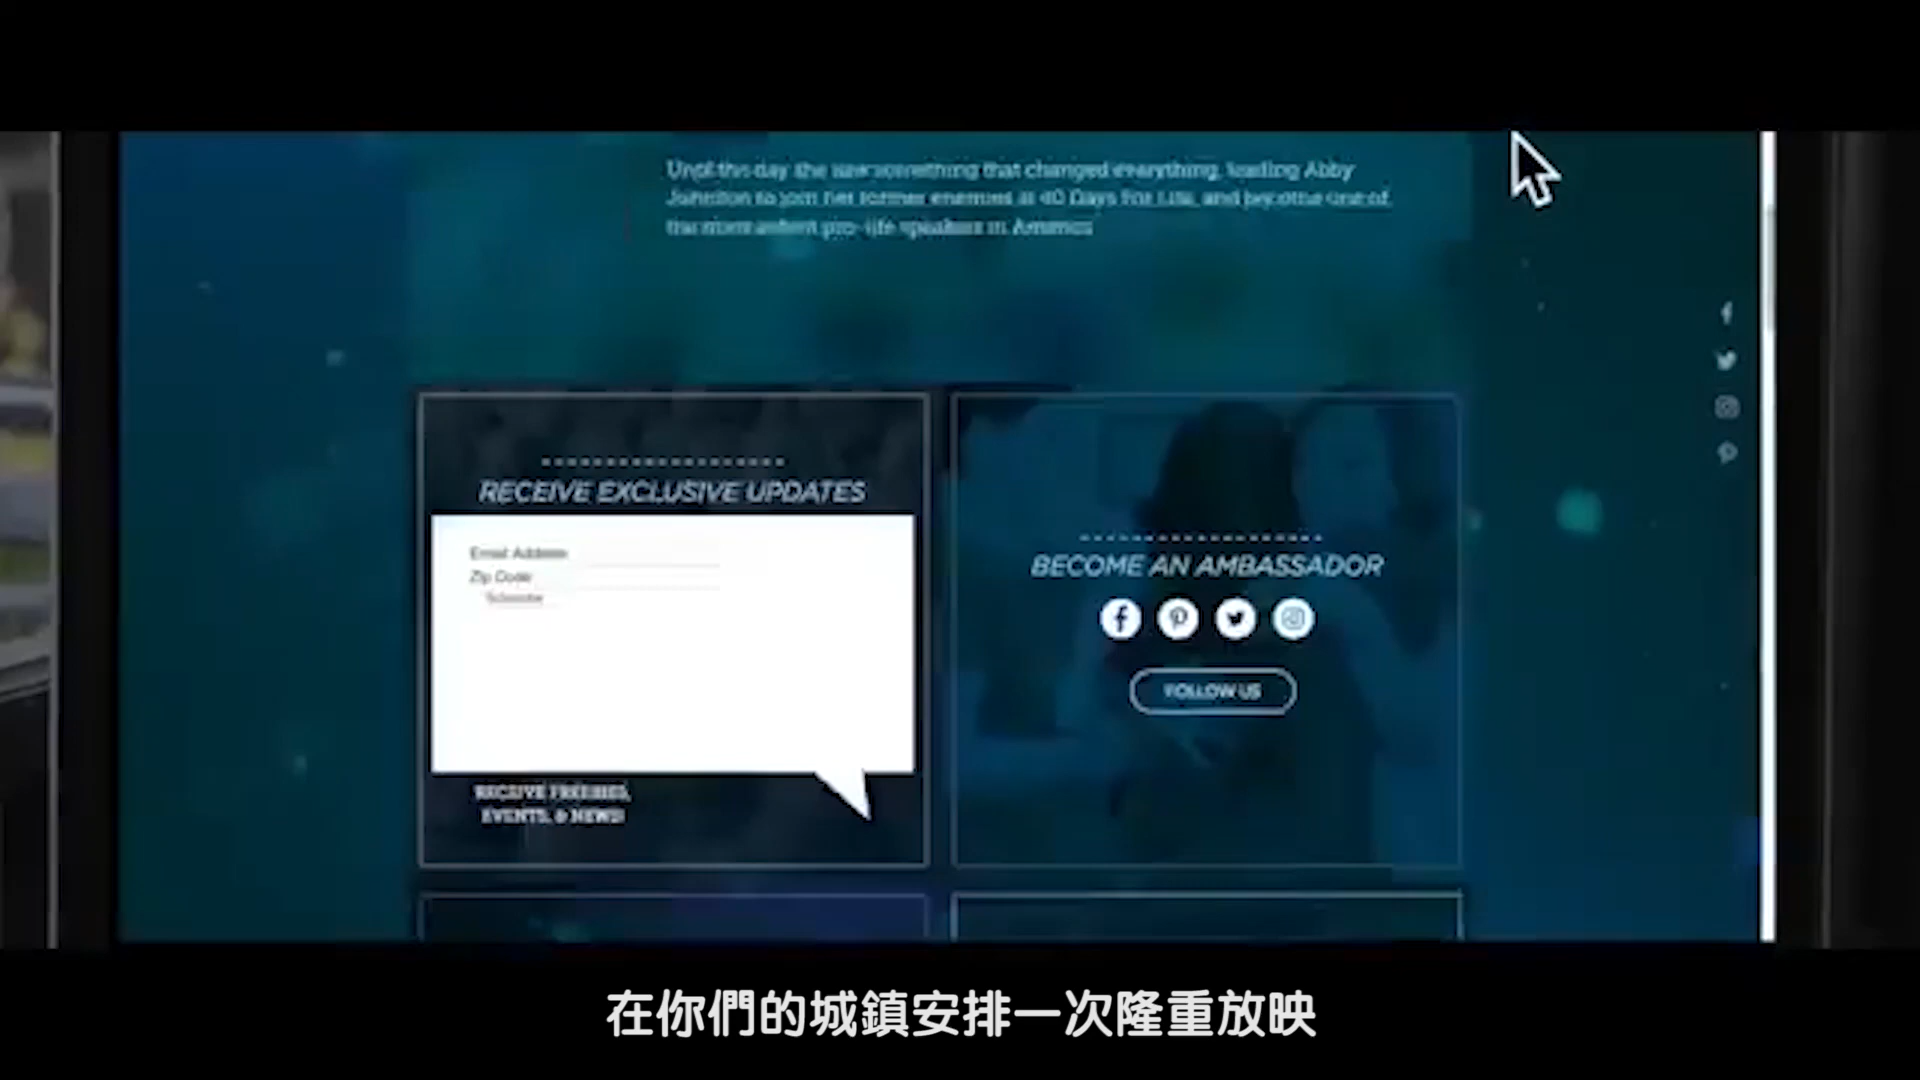 Until the day she saw something that changed everything, leading Abby
Johnson to join her former enemies at 40 Days For Life, and become one of
the most ardent pro-life speakers in America
RECEIVE EXCLUSIVE UPDATES
Email Address
Zip Code
Subscribe
RECEIVE FREEBIES,
EVENTS, & NEWS!
BECOME AN AMBASSADOR
FOLLOW US
在你們的城鎮安排一次隆重放映